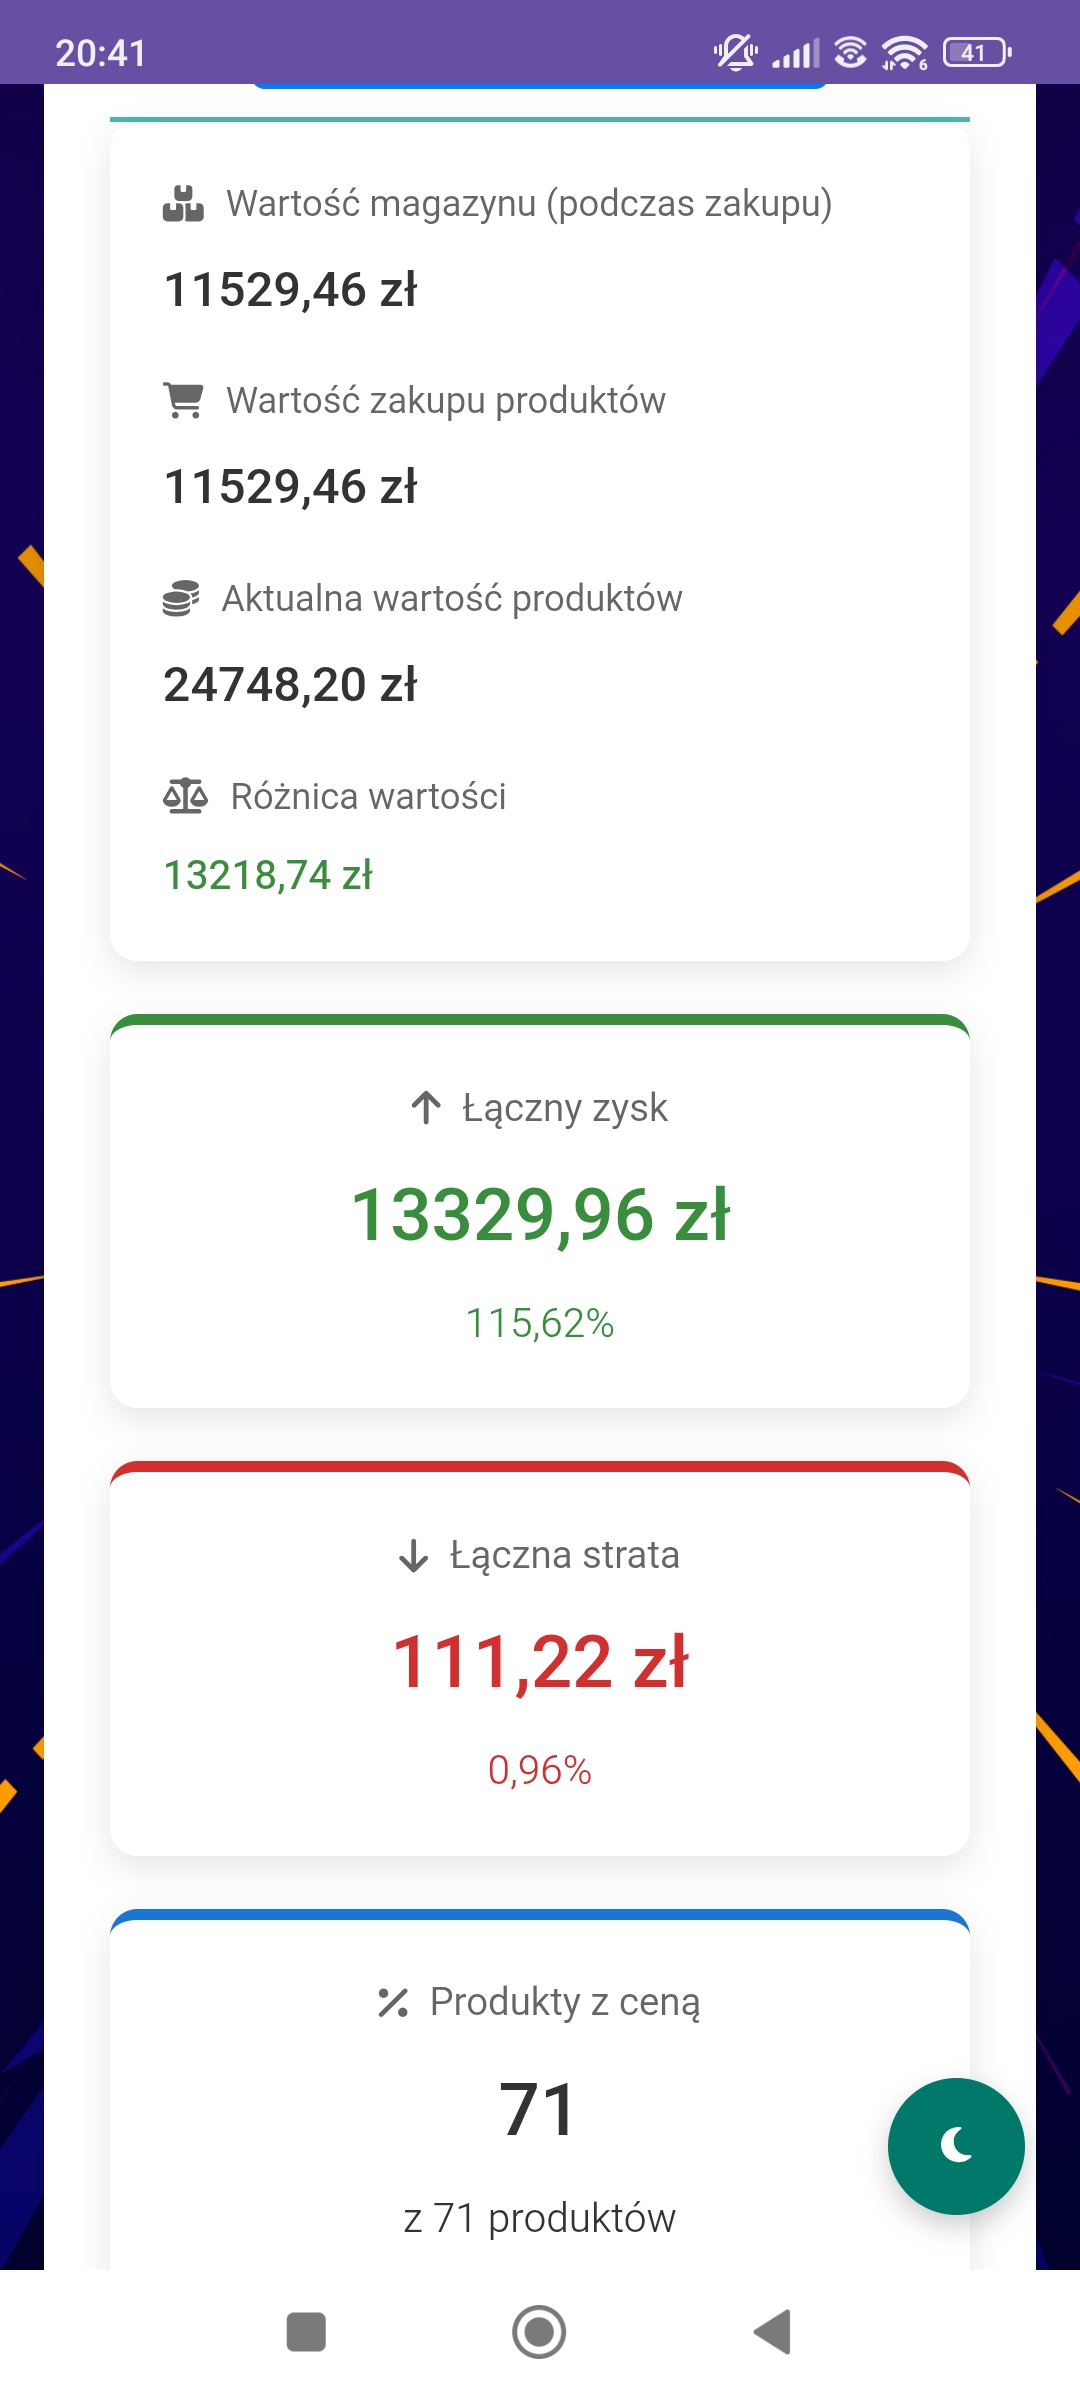 20:41
6
41
Wartość magazynu (podczas zakupu)
11529,46 zł
Wartość zakupu produktów
11529,46 zł
Aktualna wartość produktów
24748,20 zł
Różnica wartości
13218,74 zł
Łączny zysk
13329,96 zł
115,62%
Łączna strata
111,22 zł
0,96%
Produkty z ceną
71
z 71 produktów